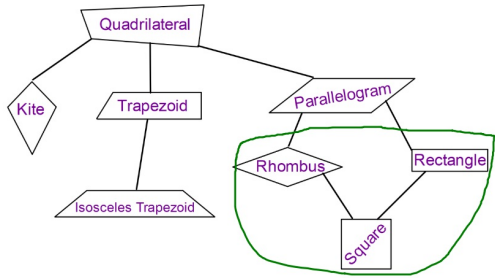 Quadrilateral
Kite
Trapezoid
Parallelogram
Rhombus
Rectangle
Isosceles Trapezoid
Square